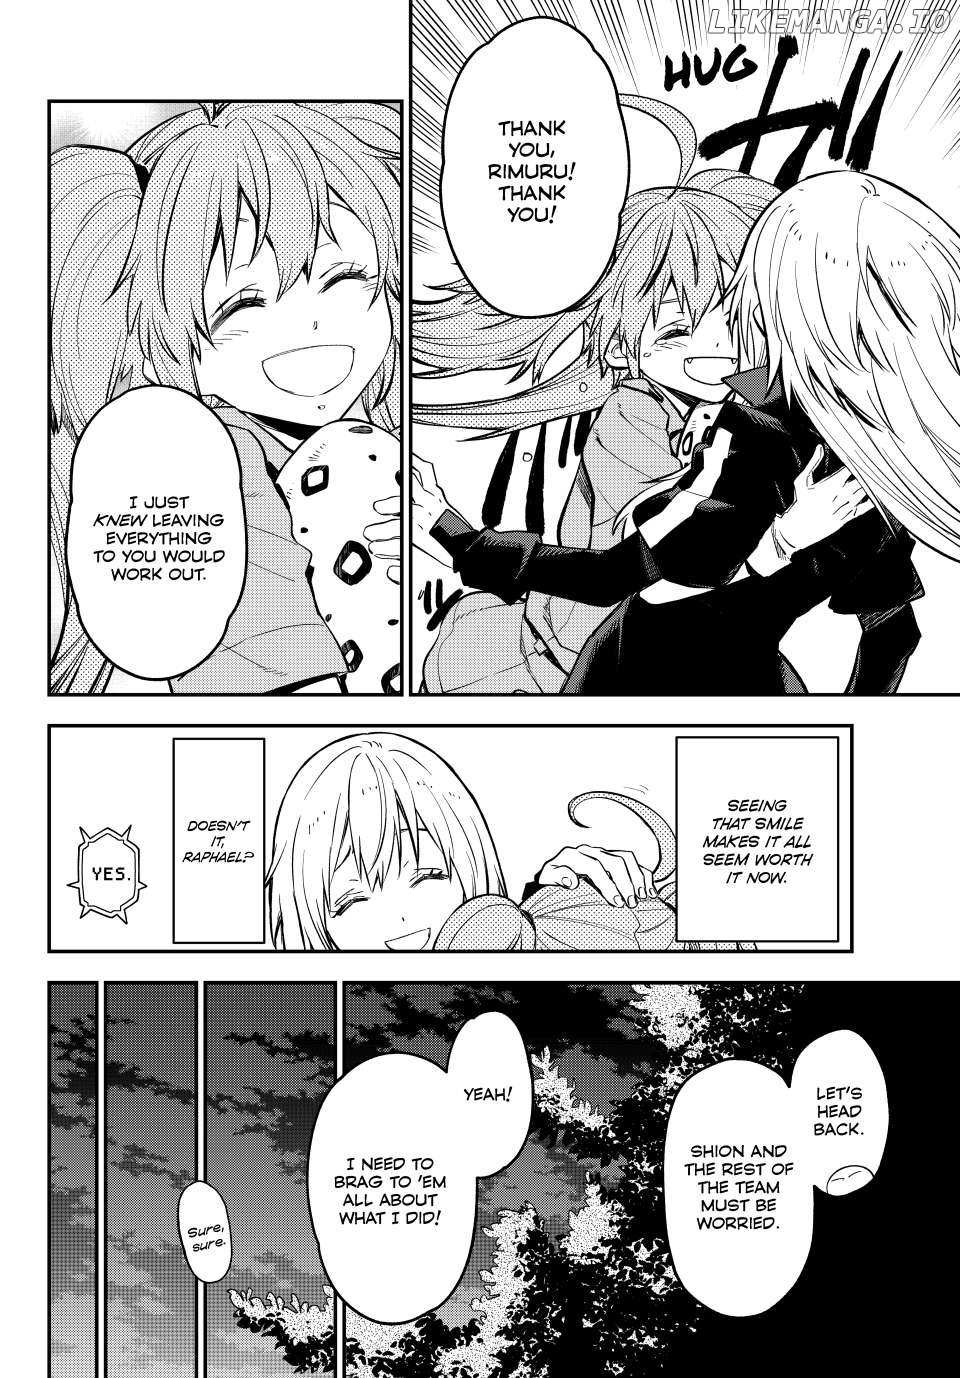 LIKEMANGA.IO
HUG
THANK
YOU,
RIMURU!
THANK
YOU!
I JUST
KNEW LEAVING
EVERYTHING
TO YOU WOULD
WORK OUT.
SEEING
THAT SMILE
MAKES IT ALL
SEEM WORTH
IT NOW.
DOESN'T
IT,
RAPHAEL?
YES.
LET'S
HEAD
BACK.
SHION AND
THE REST OF
THE TEAM
MUST BE
WORRIED.
YEAH!
I NEED TO
BRAG TO 'EM
ALL ABOUT
WHAT I DID!
Sure,
sure.